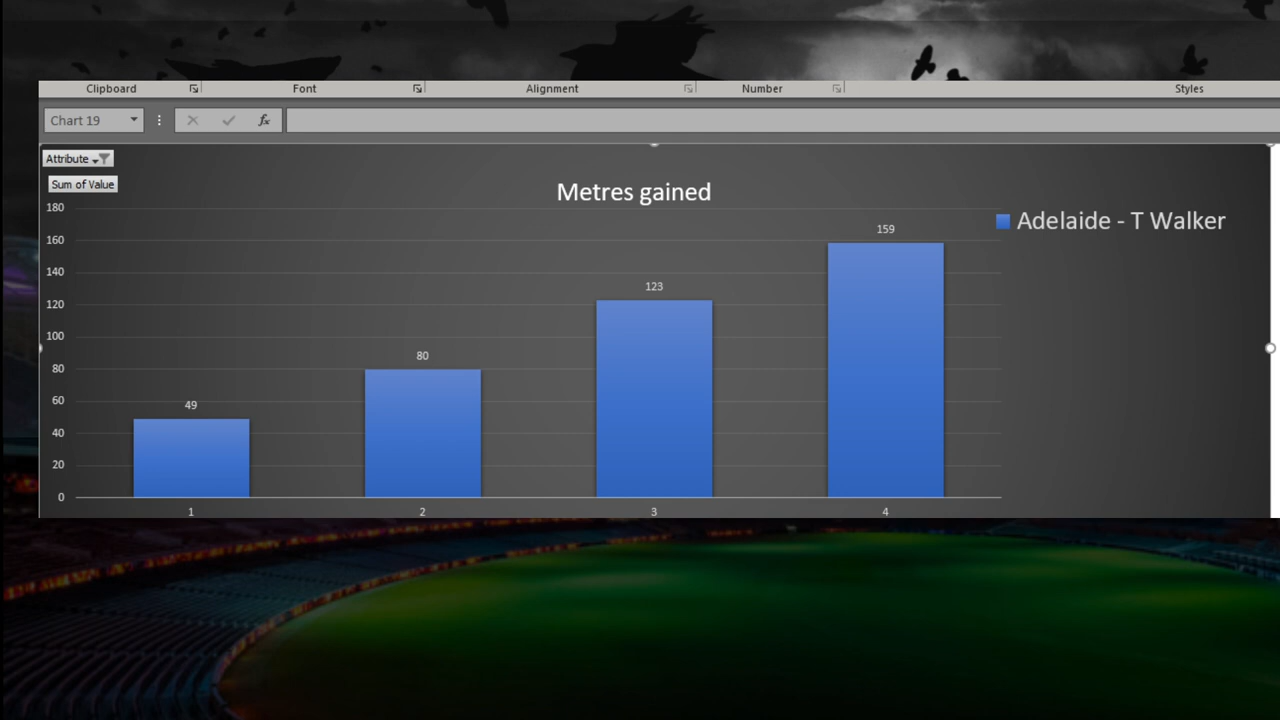 Clipboard Font Alignment Number Styles
Chart 19 fx
Attribute
Sum of Value
Metres gained
Adelaide - T Walker
180
160
140
120
100
80
60
40
20
0
49
80
123
159
1 2 3 4